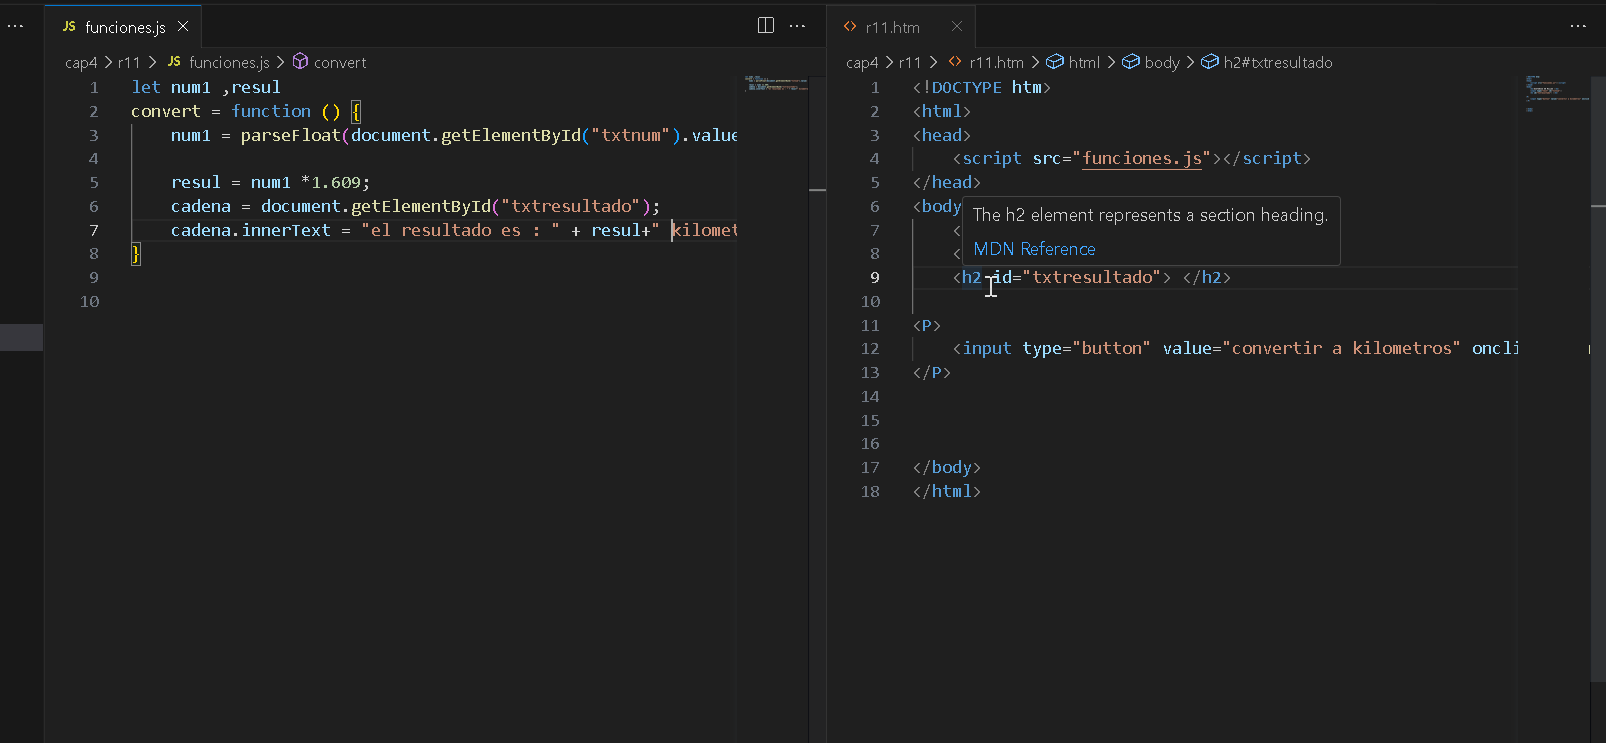 JS funciones.js
cap4 > r11 > JS funciones.js > convert
1 let num1 ,resul
2 convert = function () {
3 num1 = parseFloat(document.getElementById("txtnum").value
4
5 resul = num1 *1.609;
6 cadena = document.getElementById("txtresultado");
7 cadena.innerText = "el resultado es : " + resul+" kilomet
8 }
9
10
<> r11.htm
cap4 > r11 > <> r11.htm > html > body > h2#txtresultado
1 <!DOCTYPE htm>
2 <html>
3 <head>
4 <script src="funciones.js"></script>
5 </head>
6 <body
The h2 element represents a section heading.
7 <
8 <
MDN Reference
9 <h2 id="txtresultado"> </h2>
10
11 <P>
12 <input type="button" value="convertir a kilometros" oncli
13 </P>
14
15
16
17 </body>
18 </html>